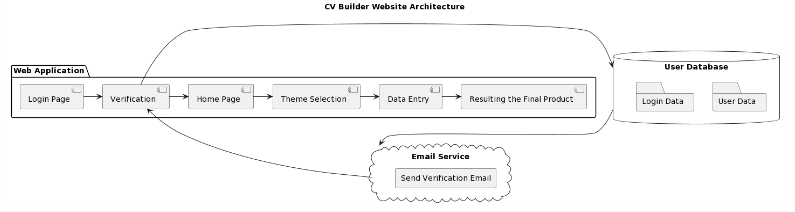 CV Builder Website Architecture
Web Application
Login Page
Verification
Home Page
Theme Selection
Data Entry
Resulting the Final Product
User Database
Login Data
User Data
Email Service
Send Verification Email